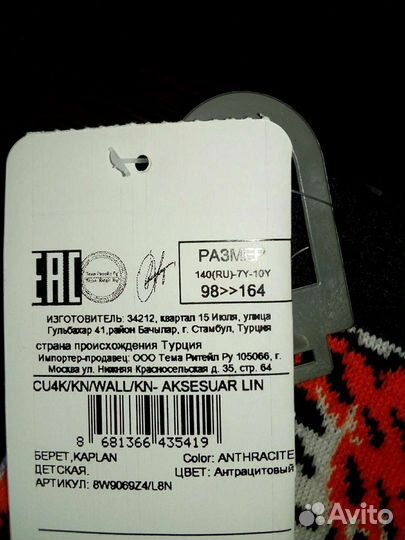 EAC
РАЗМЕР
140(RU)-7Y-10Y
98>>164
ИЗГОТОВИТЕЛЬ: 34212, квартал 15 Июля, улица
Гульбахар 41,район Бачылар, г. Стамбул, Турция
страна происхождения Турция
Импортер-продавец: ООО Тема Ритейл Ру 105066, г.
Москва ул. Нижняя Красносельская д. 35, стр. 64
CU4K/KN/WALL/KN- AKSESUAR LIN
8 681366 435419
БЕРЕТ,KAPLAN
ДЕТСКАЯ.
Color: ANTHRACITE
ЦВЕТ: Антрацитовый
АРТИКУЛ: 8W9069Z4/L8N
Avito